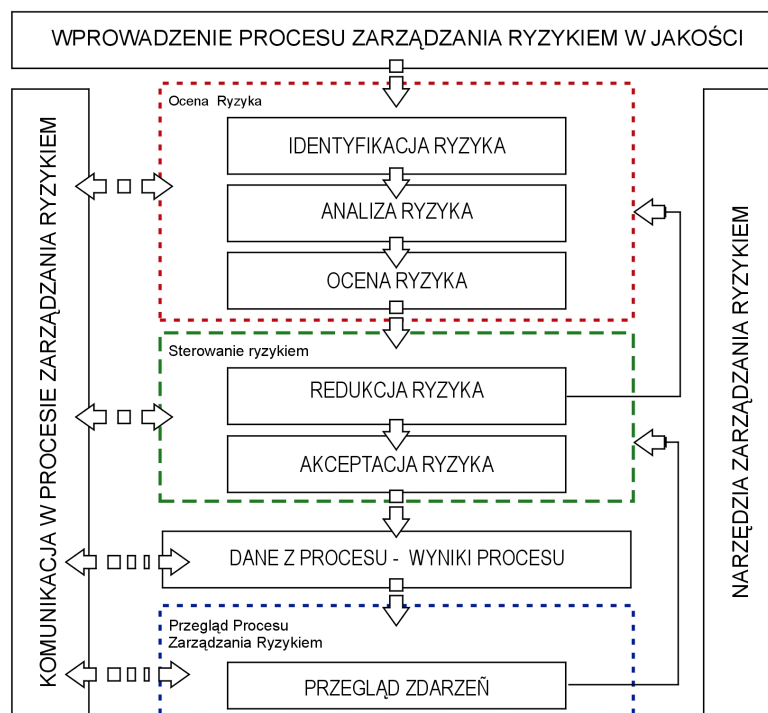 WPROWADZENIE PROCESU ZARZĄDZANIA RYZYKIEM W JAKOŚCI
KOMUNIKACJA W PROCESIE ZARZĄDZANIA RYZYKIEM
Ocena Ryzyka
IDENTYFIKACJA RYZYKA
ANALIZA RYZYKA
OCENA RYZYKA
Sterowanie ryzykiem
REDUKCJA RYZYKA
AKCEPTACJA RYZYKA
DANE Z PROCESU - WYNIKI PROCESU
Przegląd Procesu
Zarządzania Ryzykiem
PRZEGLĄD ZDARZEÑ
NARZĘDZIA ZARZĄDZANIA RYZYKIEM